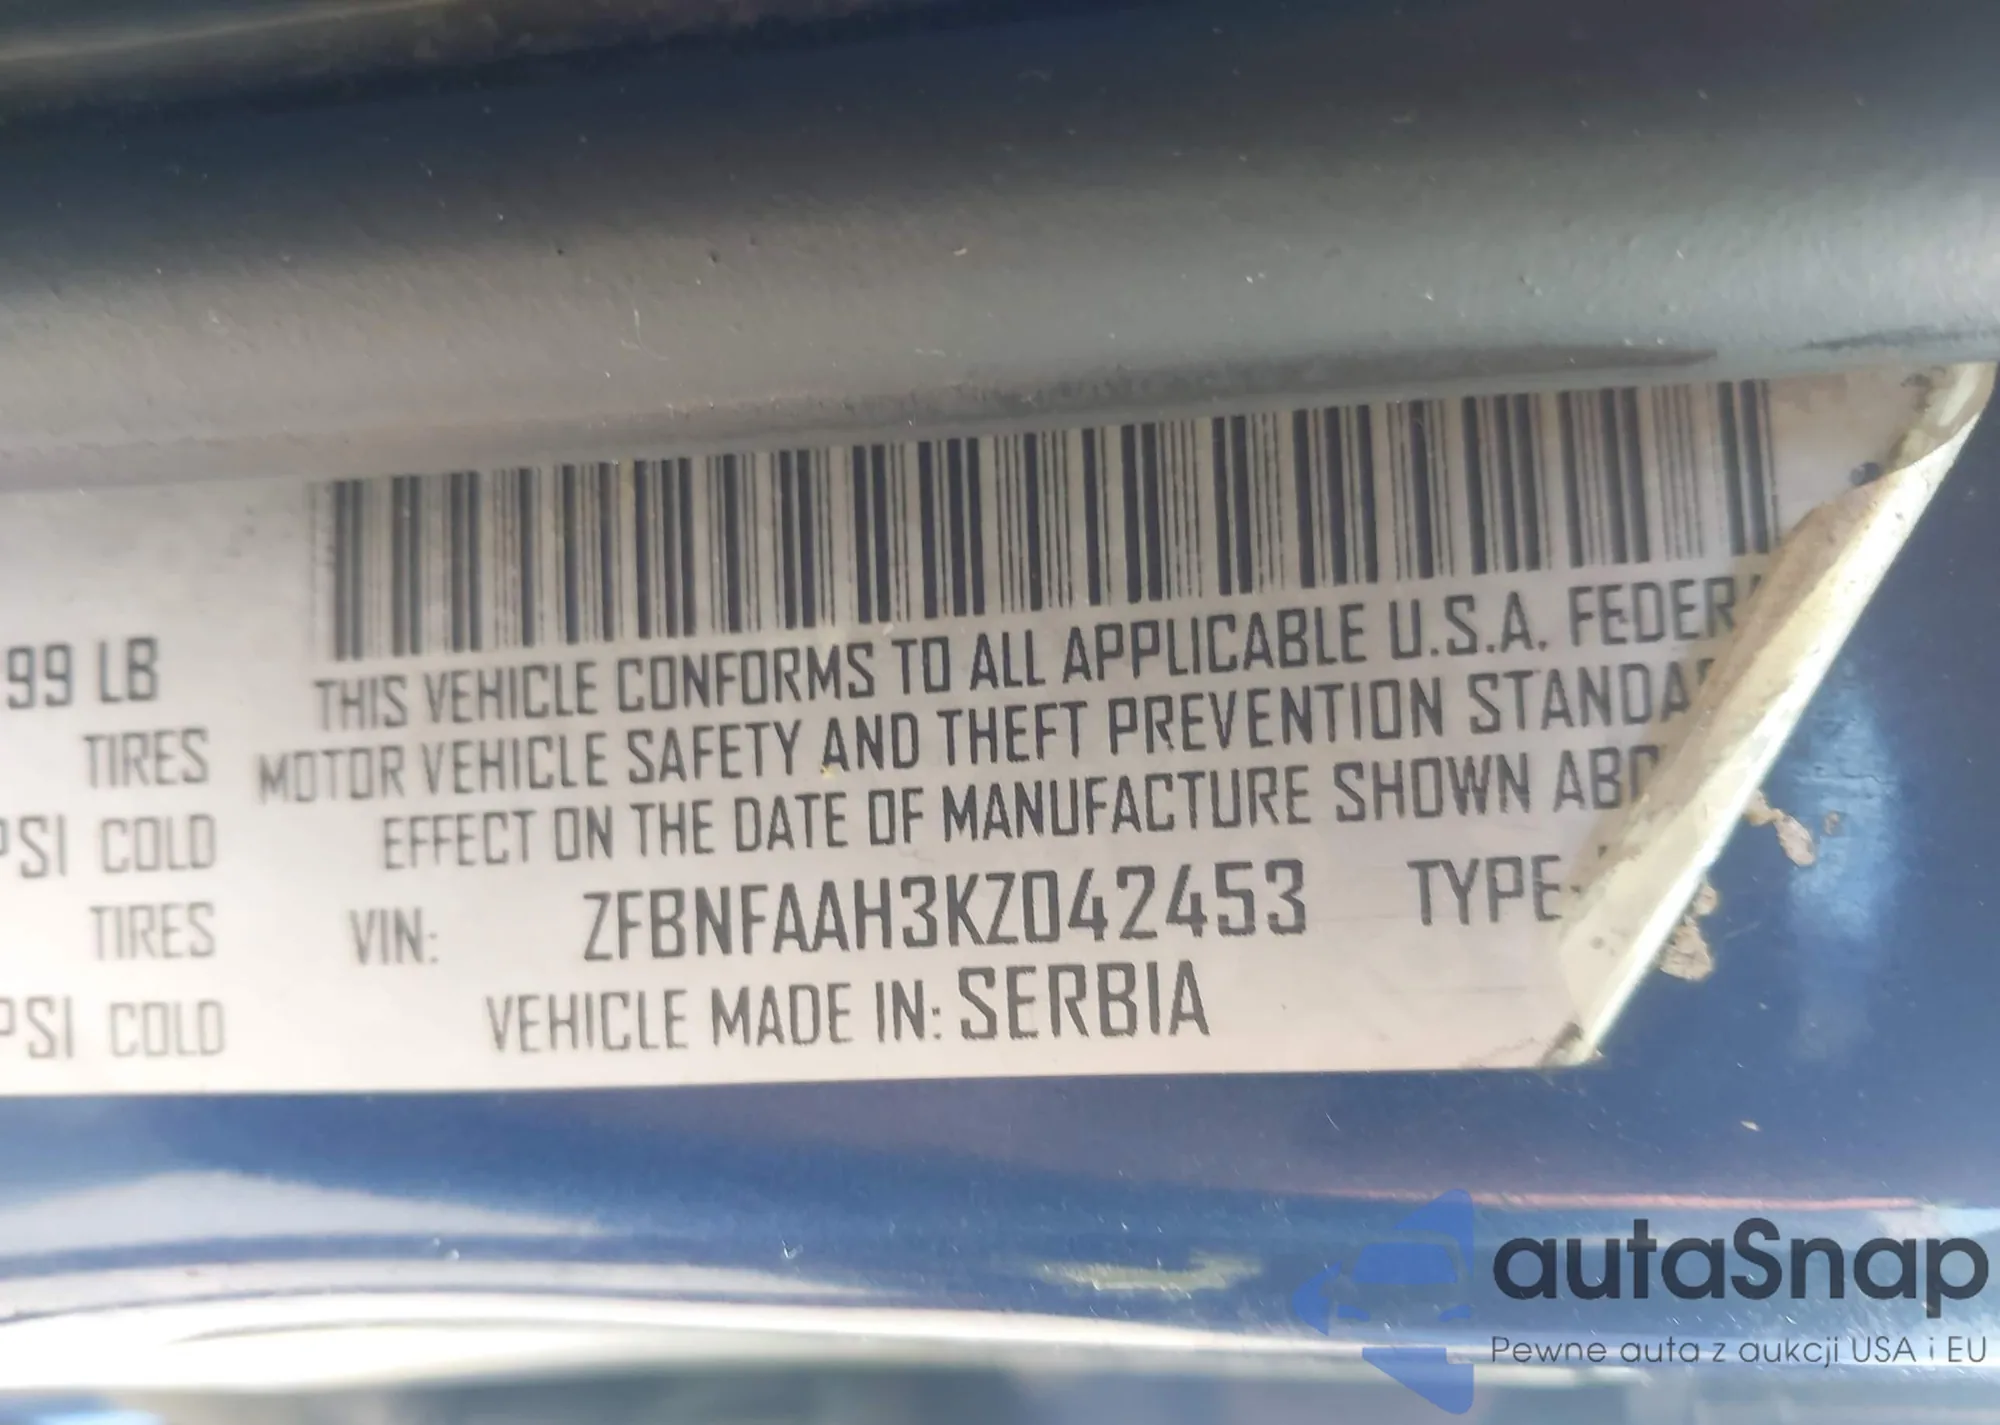 99 LB
TIRES
PSI COLD
TIRES
PSI COLD
THIS VEHICLE CONFORMS TO ALL APPLICABLE U.S.A. FEDER
MOTOR VEHICLE SAFETY AND THEFT PREVENTION STANDA
EFFECT ON THE DATE OF MANUFACTURE SHOWN ABO
VIN: ZFBNFAAH3KZ042453 TYPE:
VEHICLE MADE IN: SERBIA
autaSnap
Pewne auta z aukcji USA i EU